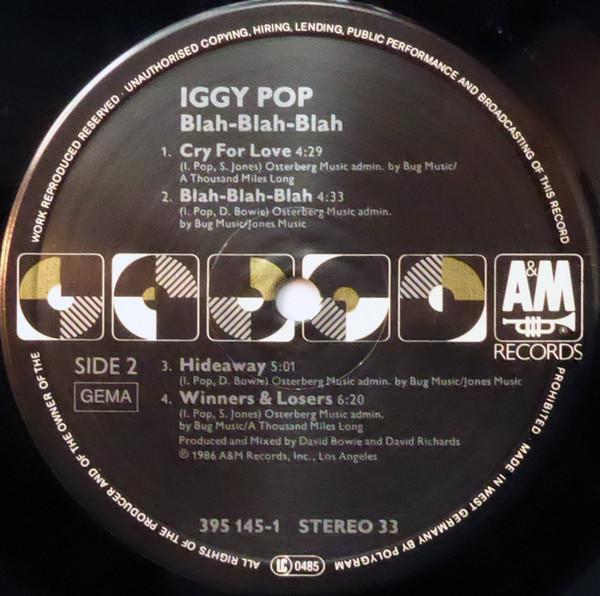 WORK REPRODUCED RESERVED · UNAUTHORISED COPYING, HIRING, LENDING, PUBLIC PERFORMANCE AND BROADCASTING OF THIS RECORD
IGGY POP
Blah-Blah-Blah
1. Cry For Love 4:29
(I. Pop, S. Jones) Osterberg Music admin. by Bug Music/
A Thousand Miles Long
2. Blah-Blah-Blah 4:33
(I. Pop, D. Bowie) Osterberg Music admin.
by Bug Music/Jones Music
A&M
®
RECORDS
SIDE 2
GEMA
3. Hideaway 5:01
(I. Pop, D. Bowie) Osterberg Music admin. by Bug Music/Jones Music
4. Winners & Losers 6:20
(I. Pop, S. Jones) Osterberg Music admin.
by Bug Music/A Thousand Miles Long
Produced and Mixed by David Bowie and David Richards
℗ 1986 A&M Records, Inc., Los Angeles
395 145-1 STEREO 33
PROHIBITED · MADE IN WEST GERMANY BY POLYGRAM
LC 0485
ALL RIGHTS OF THE PRODUCER AND OF THE OWNER OF THE